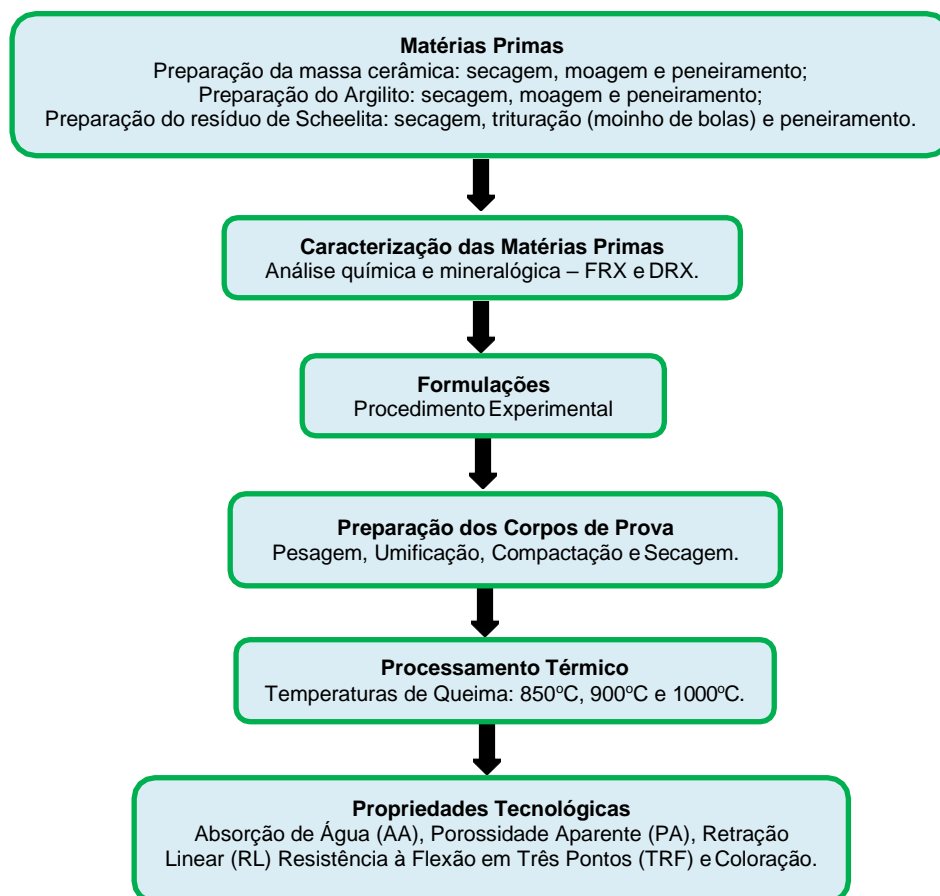 Matérias Primas
Preparação da massa cerâmica: secagem, moagem e peneiramento;
Preparação do Argilito: secagem, moagem e peneiramento;
Preparação do resíduo de Scheelita: secagem, trituração (moinho de bolas) e peneiramento.
Caracterização das Matérias Primas
Análise química e mineralógica – FRX e DRX.
Formulações
Procedimento Experimental
Preparação dos Corpos de Prova
Pesagem, Umificação, Compactação e Secagem.
Processamento Térmico
Temperaturas de Queima: 850ºC, 900ºC e 1000ºC.
Propriedades Tecnológicas
Absorção de Água (AA), Porossidade Aparente (PA), Retração
Linear (RL) Resistência à Flexão em Três Pontos (TRF) e Coloração.